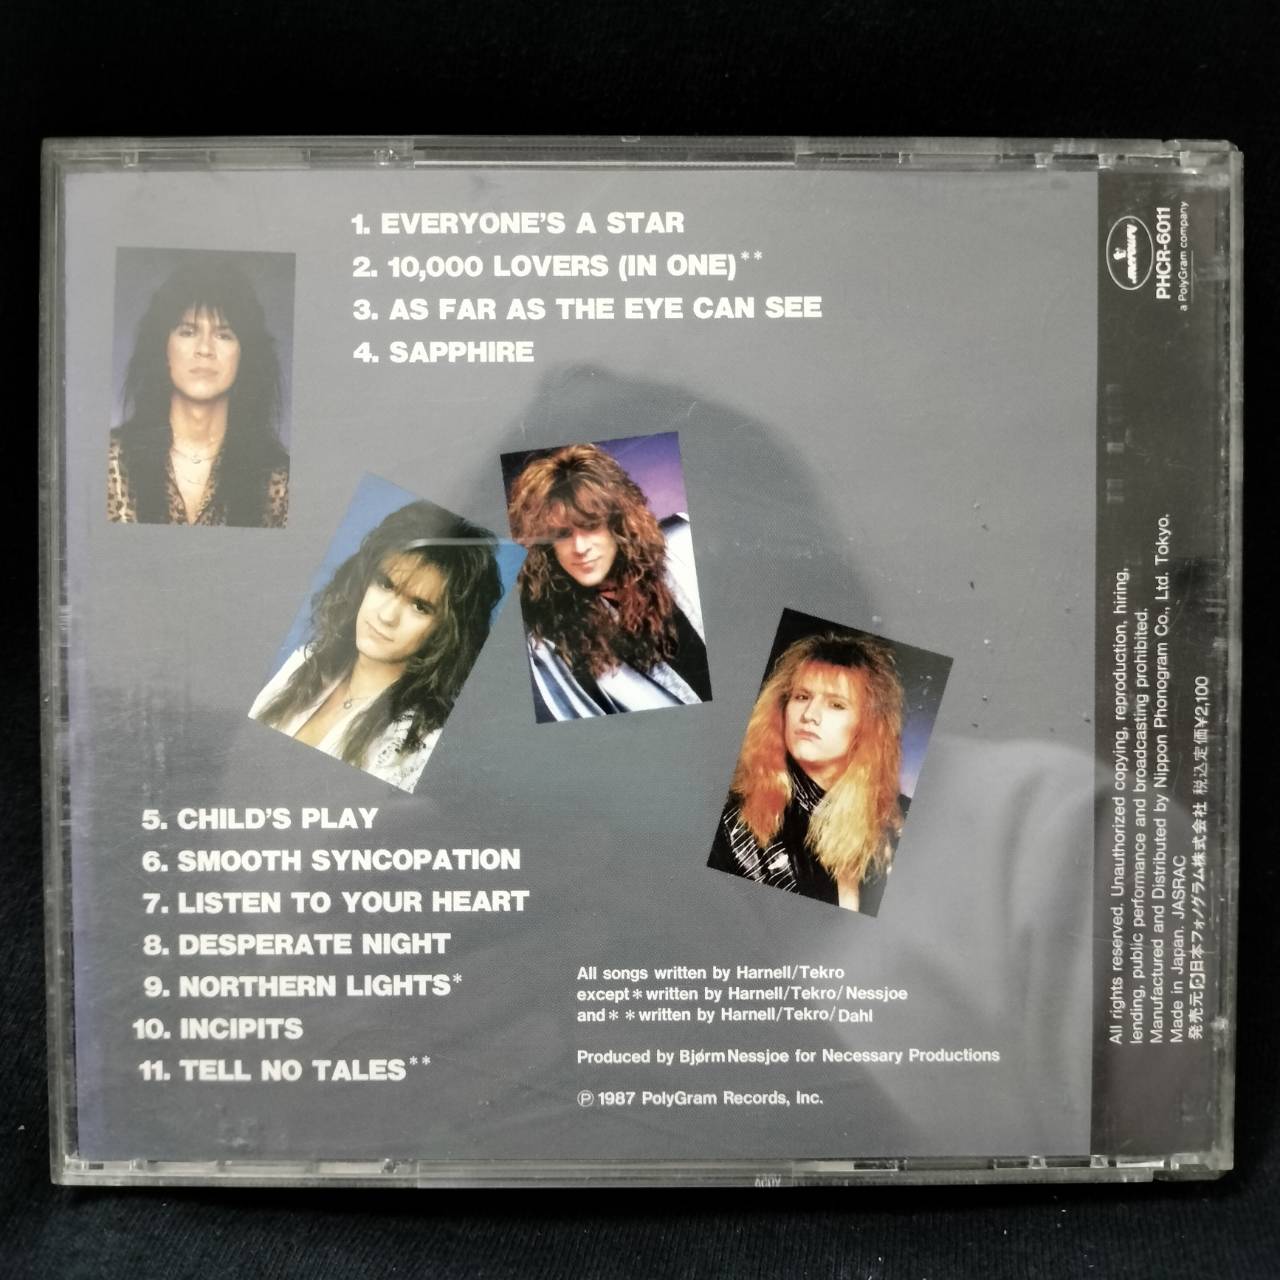 1. EVERYONE'S A STAR
2. 10,000 LOVERS (IN ONE)**
3. AS FAR AS THE EYE CAN SEE
4. SAPPHIRE
5. CHILD'S PLAY
6. SMOOTH SYNCOPATION
7. LISTEN TO YOUR HEART
8. DESPERATE NIGHT
9. NORTHERN LIGHTS*
10. INCIPITS
11. TELL NO TALES**
All songs written by Harnell/Tekro
except*written by Harnell/Tekro/Nessjoe
and**written by Harnell/Tekro/Dahl
Produced by Bjørm Nessjoe for Necessary Productions
Ⓟ 1987 PolyGram Records, Inc.
mercury
PHCR-6011
a PolyGram company
All rights reserved. Unauthorized copying, reproduction, hiring,
lending, public performance and broadcasting prohibited.
Manufactured and Distributed by Nippon Phonogram Co., Ltd. Tokyo.
Made in Japan. JASRAC
発売元 日本フォノグラム株式会社 税込定価¥2,100